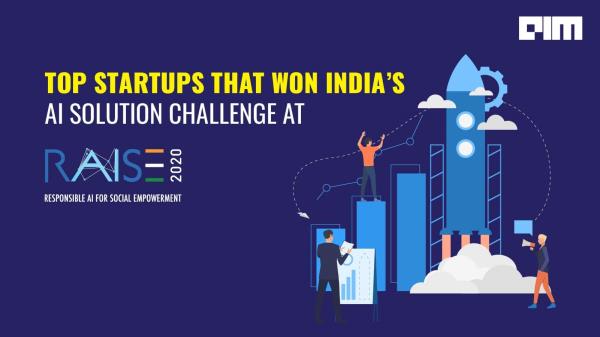 AIM
TOP STARTUPS THAT WON INDIA'S
AI SOLUTION CHALLENGE AT
RAISE 2020
RESPONSIBLE AI FOR SOCIAL EMPOWERMENT